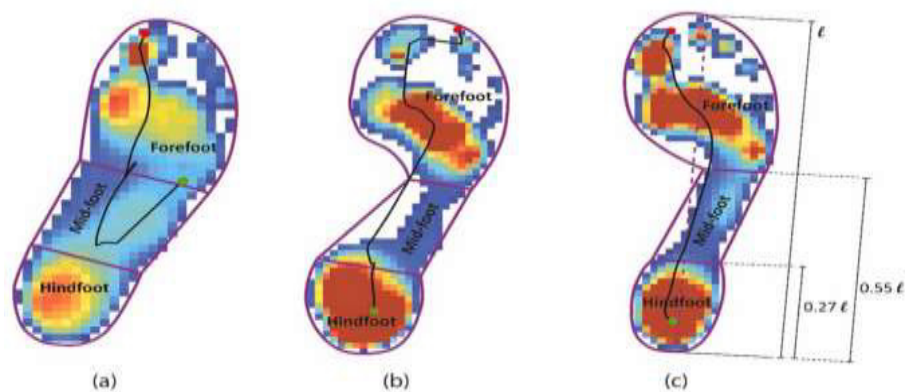 Forefoot
Mid-foot
Hindfoot
(a)
Forefoot
Mid-foot
Hindfoot
(b)
Forefoot
Mid-foot
Hindfoot
(c)
ℓ
0.55 ℓ
0.27 ℓ